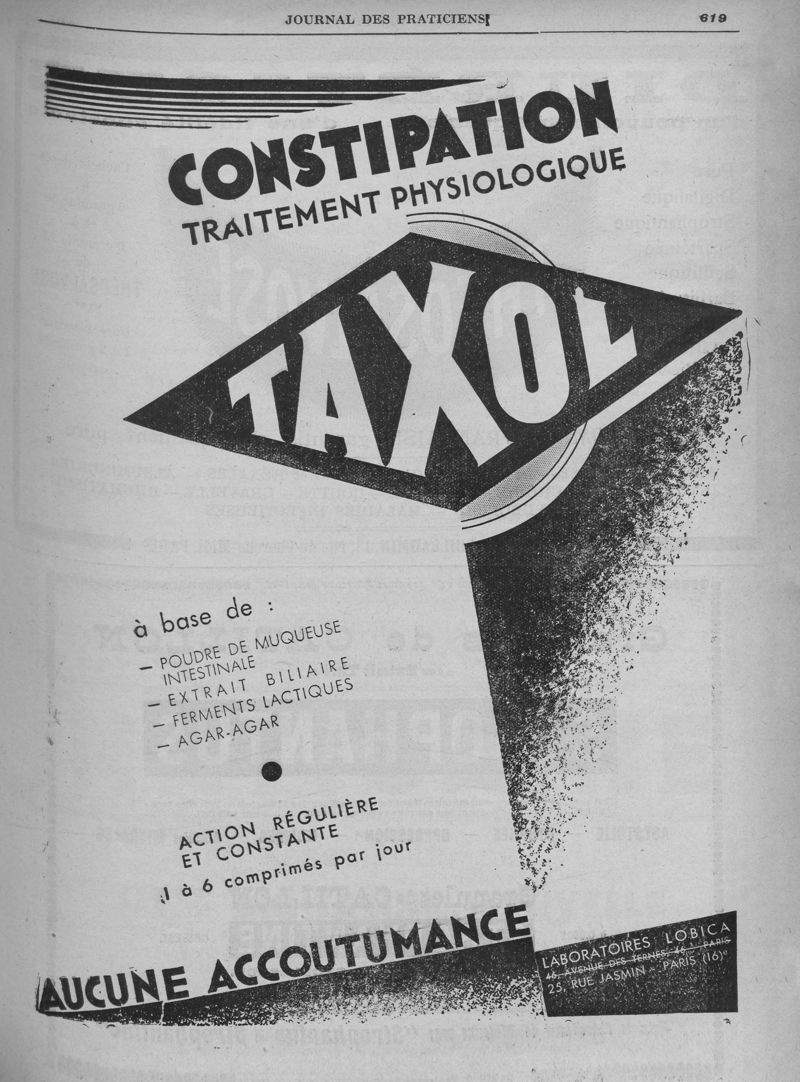 JOURNAL DES PRATICIENS
619
CONSTIPATION
TRAITEMENT PHYSIOLOGIQUE
TAXOL
à base de :
– POUDRE DE MUQUEUSE
INTESTINALE
– EXTRAIT BILIAIRE
– FERMENTS LACTIQUES
– AGAR-AGAR
ACTION RÉGULIÈRE
ET CONSTANTE
1 à 6 comprimés par jour
AUCUNE ACCOUTUMANCE
LABORATOIRES LOBICA
46, AVENUE DES TERNES, 46 - PARIS
25, RUE JASMIN - PARIS (16)ᵉ